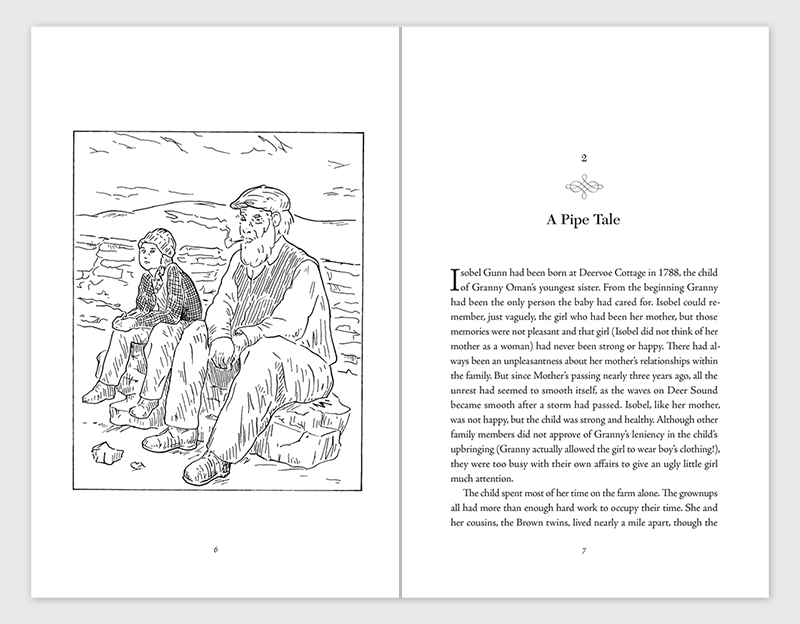 6
2
A Pipe Tale
Isobel Gunn had been born at Deervoe Cottage in 1788, the child
of Granny Oman's youngest sister. From the beginning Granny
had been the only person the baby had cared for. Isobel could re-
member, just vaguely, the girl who had been her mother, but those
memories were not pleasant and that girl (Isobel did not think of her
mother as a woman) had never been strong or happy. There had al-
ways been an unpleasantness about her mother's relationships within
the family. But since Mother's passing nearly three years ago, all the
unrest had seemed to smooth itself, as the waves on Deer Sound
became smooth after a storm had passed. Isobel, like her mother,
was not happy, but the child was strong and healthy. Although other
family members did not approve of Granny's leniency in the child's
upbringing (Granny actually allowed the girl to wear boy's clothing!),
they were too busy with their own affairs to give an ugly little girl
much attention.
The child spent most of her time on the farm alone. The grownups
all had more than enough hard work to occupy their time. She and
her cousins, the Brown twins, lived nearly a mile apart, though the
7